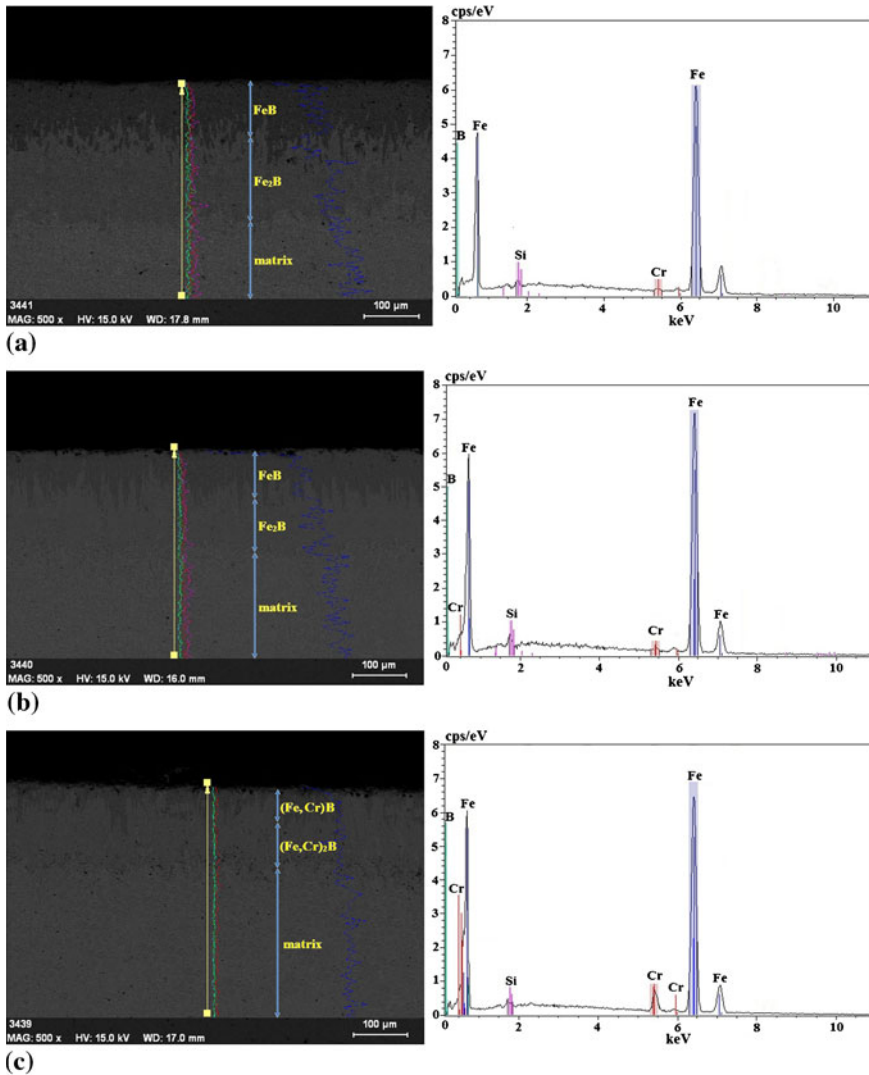 FeB
Fe₂B
matrix
3441
100 µm
MAG: 500 x HV: 15.0 kV WD: 17.8 mm
cps/eV
8
7
6
5
4
3
2
1
0
B
Fe
Si
Cr
Fe
0 2 4 6 8 10
keV
(a)
FeB
Fe₂B
matrix
3440
100 µm
MAG: 500 x HV: 15.0 kV WD: 16.0 mm
cps/eV
8
7
6
5
4
3
2
1
0
B
Fe
Cr
Si
Cr
Fe
Fe
0 2 4 6 8 10
keV
(b)
(Fe, Cr)B
(Fe,Cr)₂B
matrix
3439
100 µm
MAG: 500 x HV: 15.0 kV WD: 17.0 mm
cps/eV
8
7
6
5
4
3
2
1
0
B
Fe
Cr
Si
Cr
Cr
Fe
Fe
0 2 4 6 8 10
keV
(c)